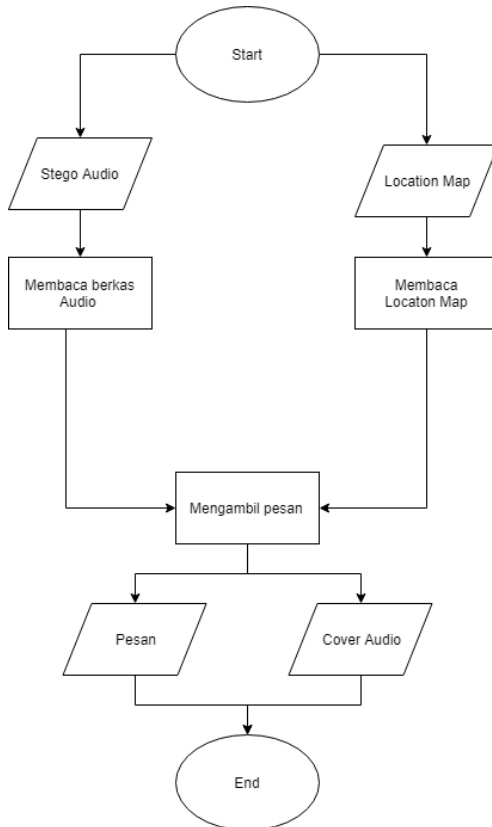 Start
Stego Audio
Location Map
Membaca berkas
Audio
Membaca
Locaton Map
Mengambil pesan
Pesan
Cover Audio
End